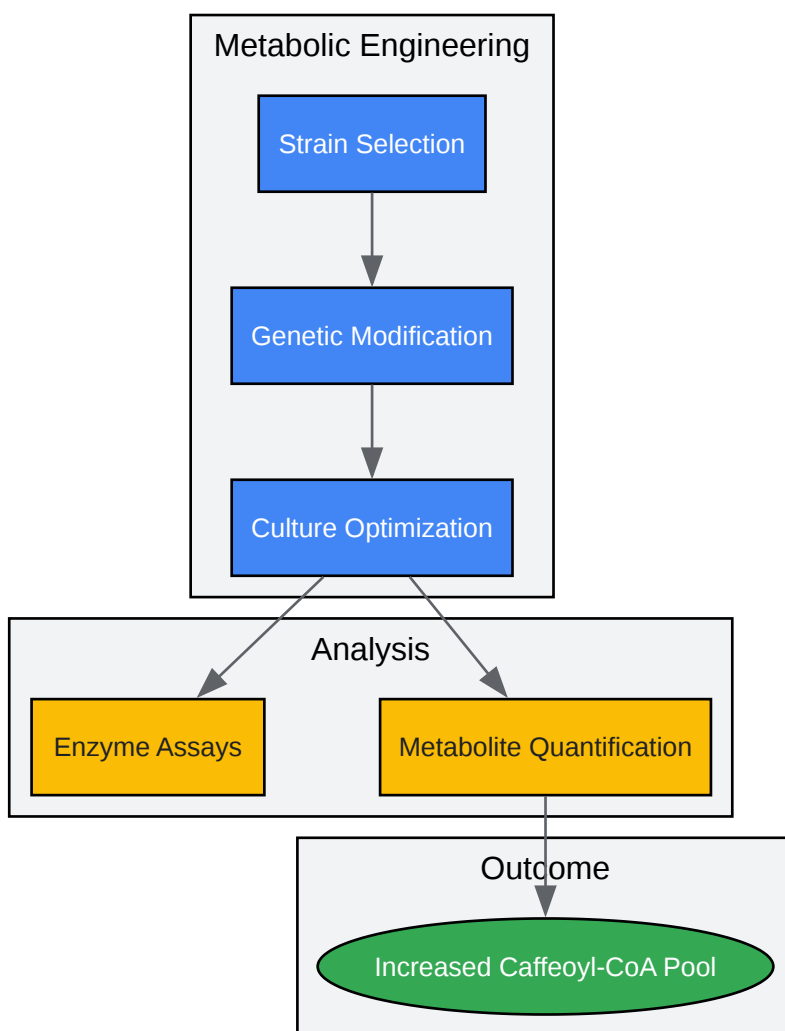 Metabolic Engineering
Strain Selection
Genetic Modification
Culture Optimization
Analysis
Enzyme Assays
Metabolite Quantification
Outcome
Increased Caffeoyl-CoA Pool